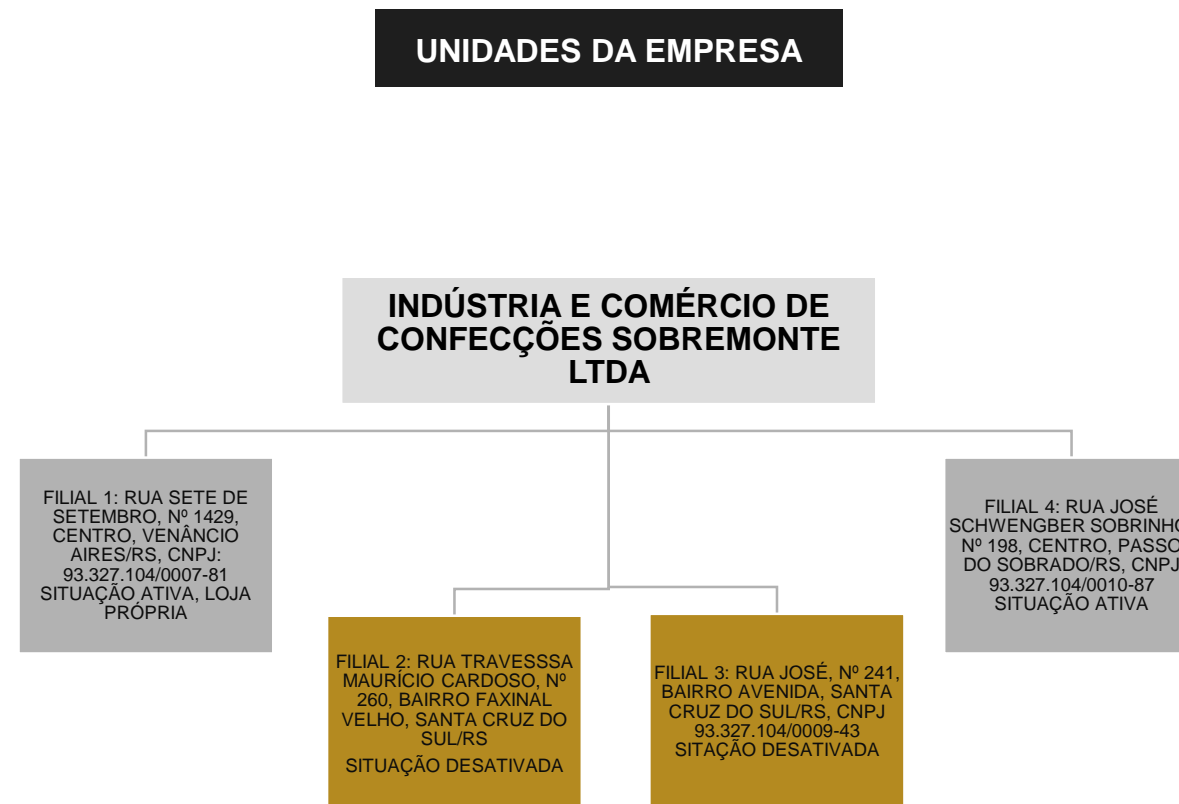 UNIDADES DA EMPRESA
INDÚSTRIA E COMÉRCIO DE
CONFECÇÕES SOBREMONTE
LTDA
FILIAL 1: RUA SETE DE
SETEMBRO, Nº 1429,
CENTRO, VENÂNCIO
AIRES/RS, CNPJ:
93.327.104/0007-81
SITUAÇÃO ATIVA, LOJA
PRÓPRIA
FILIAL 2: RUA TRAVESSSA
MAURÍCIO CARDOSO, Nº
260, BAIRRO FAXINAL
VELHO, SANTA CRUZ DO
SUL/RS
SITUAÇÃO DESATIVADA
FILIAL 3: RUA JOSÉ, Nº 241,
BAIRRO AVENIDA, SANTA
CRUZ DO SUL/RS, CNPJ
93.327.104/0009-43
SITAÇÃO DESATIVADA
FILIAL 4: RUA JOSÉ
SCHWENGBER SOBRINHO
Nº 198, CENTRO, PASSO
DO SOBRADO/RS, CNPJ
93.327.104/0010-87
SITUAÇÃO ATIVA